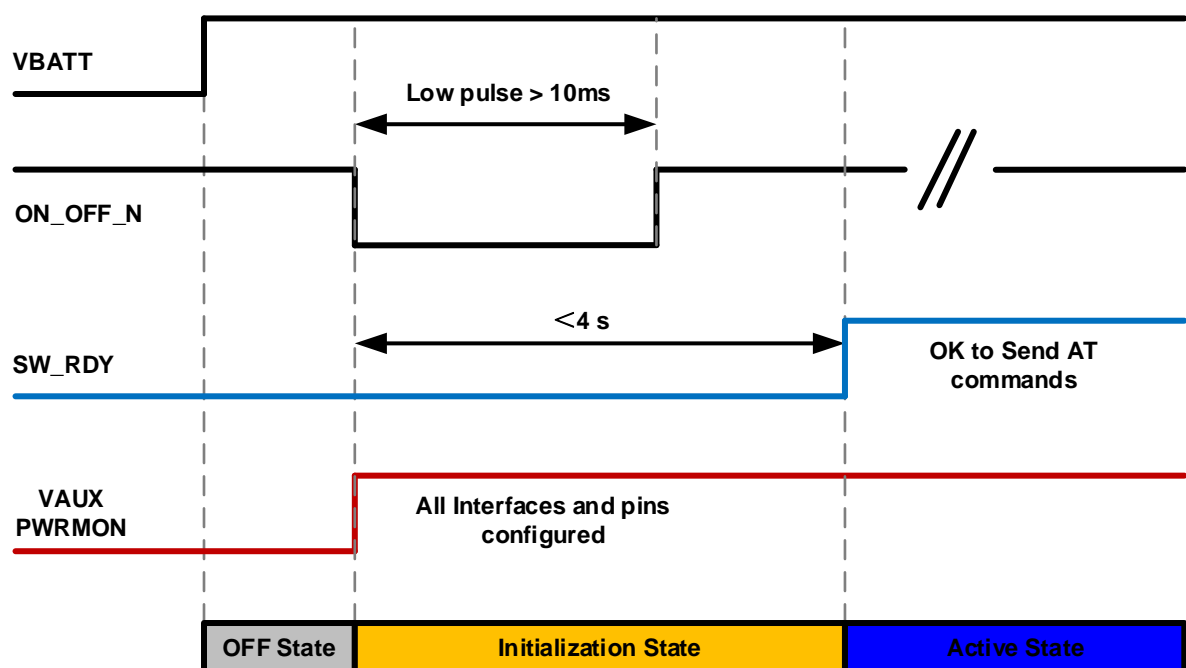 VBATT
Low pulse > 10ms
ON_OFF_N
<4 s
SW_RDY
OK to Send AT
commands
VAUX
PWRMON
All Interfaces and pins
configured
OFF State
Initialization State
Active State